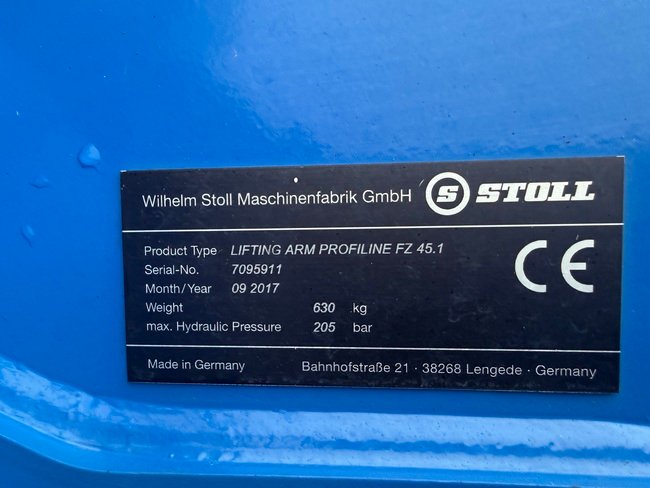 Wilhelm Stoll Maschinenfabrik GmbH S STOLL
Product Type LIFTING ARM PROFILINE FZ 45.1
Serial-No. 7095911
Month/Year 09 2017
Weight 630 kg
max. Hydraulic Pressure 205 bar
CE
Made in Germany Bahnhofstraße 21 · 38268 Lengede · Germany